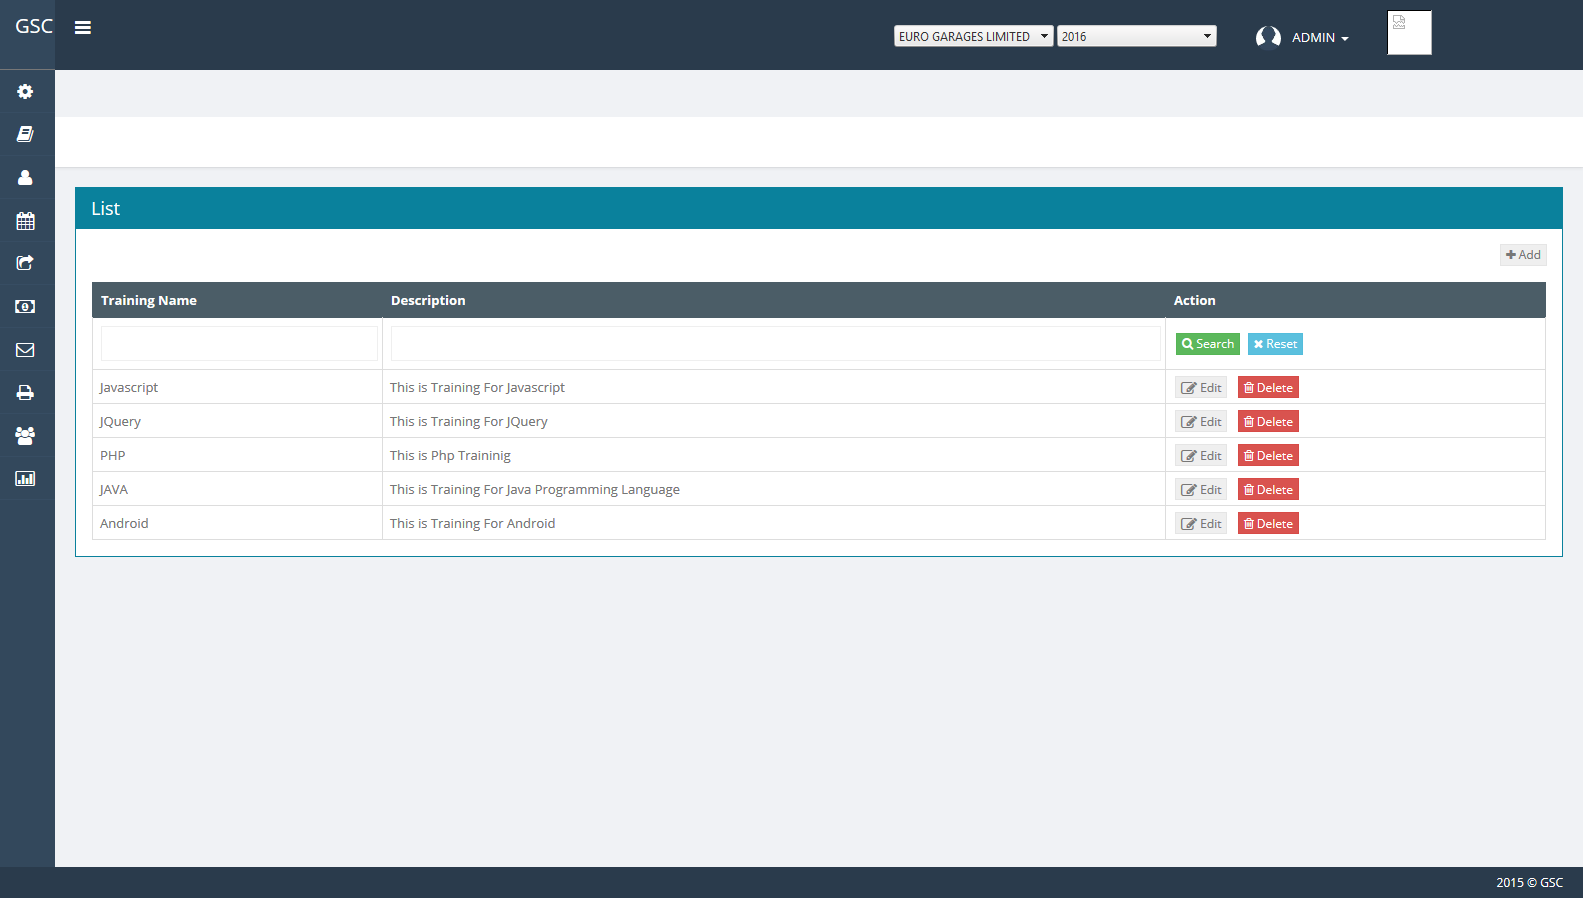 GSC
EURO GARAGES LIMITED 2016 ADMIN
List
Add
Training Name Description Action
Search Reset
Javascript This is Training For Javascript Edit Delete
JQuery This is Training For JQuery Edit Delete
PHP This is Php Traininig Edit Delete
JAVA This is Training For Java Programming Language Edit Delete
Android This is Training For Android Edit Delete
2015 © GSC